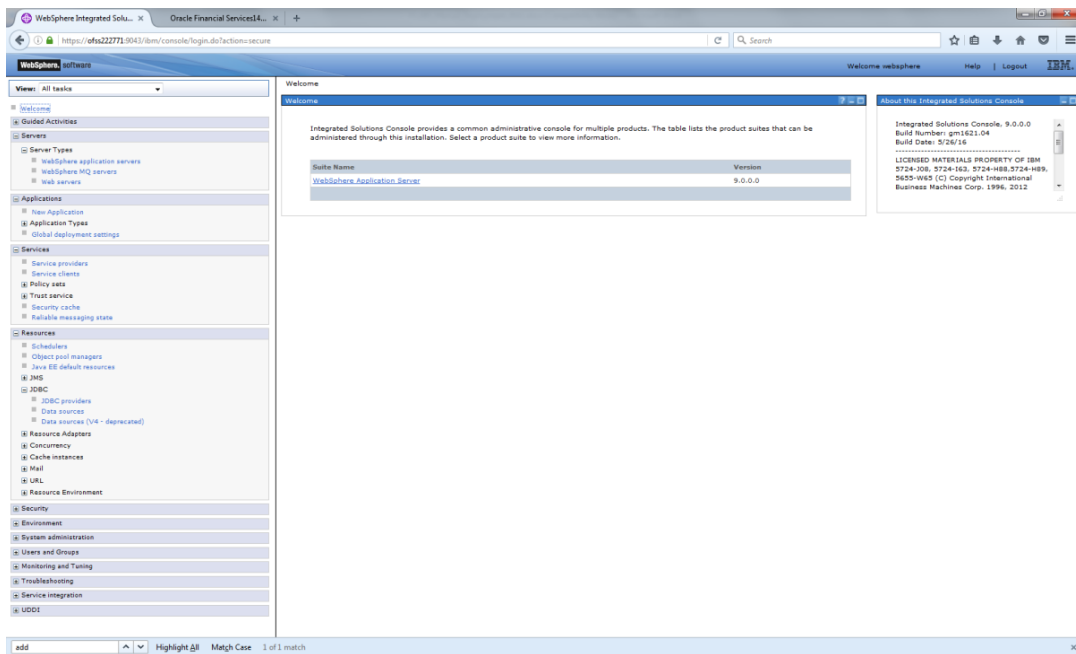 WebSphere Integrated Solu... ×
Oracle Financial Services14... ×
+
https://ofss222771:9043/ibm/console/login.do?action=secure
Search
WebSphere. software
Welcome websphere
Help | Logout
IBM.
View: All tasks
Welcome
Guided Activities
Servers
Server Types
WebSphere application servers
WebSphere MQ servers
Web servers
Applications
New Application
Application Types
Global deployment settings
Services
Service providers
Service clients
Policy sets
Trust service
Security cache
Reliable messaging state
Resources
Schedulers
Object pool managers
Java EE default resources
JMS
JDBC
JDBC providers
Data sources
Data sources (V4 - deprecated)
Resource Adapters
Concurrency
Cache instances
Mail
URL
Resource Environment
Security
Environment
System administration
Users and Groups
Monitoring and Tuning
Troubleshooting
Service integration
UDDI
Welcome
Welcome
Integrated Solutions Console provides a common administrative console for multiple products. The table lists the product suites that can be
administered through this installation. Select a product suite to view more information.
Suite Name Version
WebSphere Application Server 9.0.0.0
About this Integrated Solutions Console
Integrated Solutions Console, 9.0.0.0
Build Number: gm1621.04
Build Date: 5/26/16
------------------------------------
LICENSED MATERIALS PROPERTY OF IBM
5724-J08, 5724-I63, 5724-H88,5724-H89,
5655-W65 (C) Copyright International
Business Machines Corp. 1996, 2012
add
Highlight All
Match Case
1 of 1 match